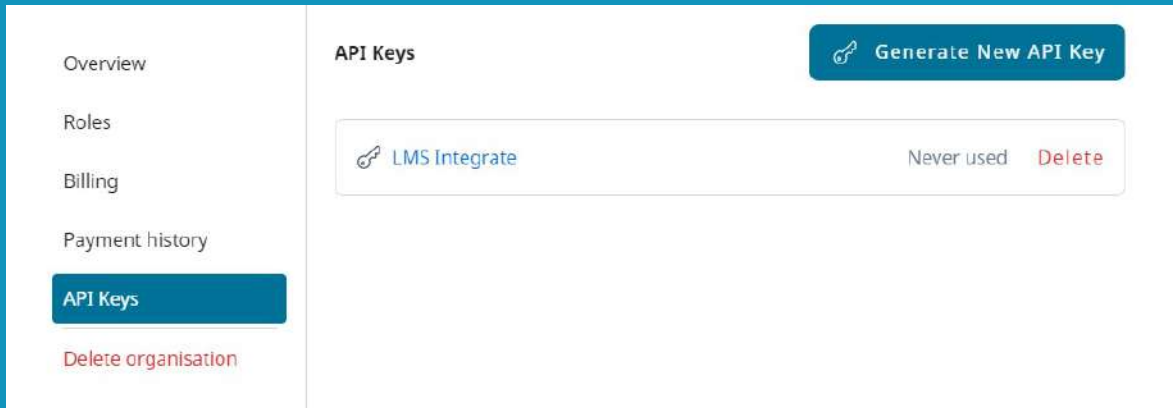 Overview
Roles
Billing
Payment history
API Keys
Delete organisation
API Keys
Generate New API Key
LMS Integrate
Never used
Delete